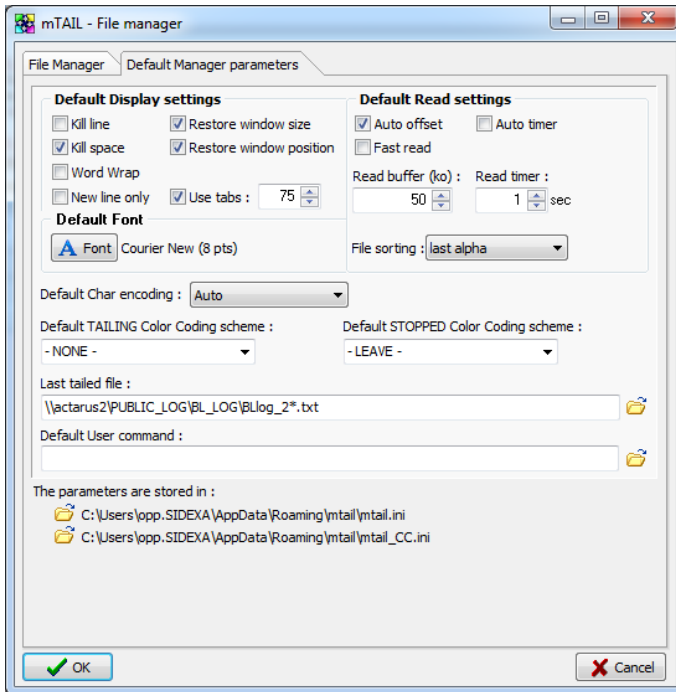 mTAIL - File manager
File Manager
Default Manager parameters
Default Display settings
Kill line
Restore window size
Kill space
Restore window position
Word Wrap
New line only
Use tabs :
75
Default Font
A Font
Courier New (8 pts)
Default Read settings
Auto offset
Auto timer
Fast read
Read buffer (ko) :
Read timer :
50
1
sec
File sorting :
last alpha
Default Char encoding :
Auto
Default TAILING Color Coding scheme :
Default STOPPED Color Coding scheme :
- NONE -
- LEAVE -
Last tailed file :
\\actarus2\PUBLIC_LOG\BL_LOG\BLlog_2*.txt
Default User command :
The parameters are stored in :
C:\Users\opp.SIDEXA\AppData\Roaming\mtail\mtail.ini
C:\Users\opp.SIDEXA\AppData\Roaming\mtail\mtail_CC.ini
OK
Cancel